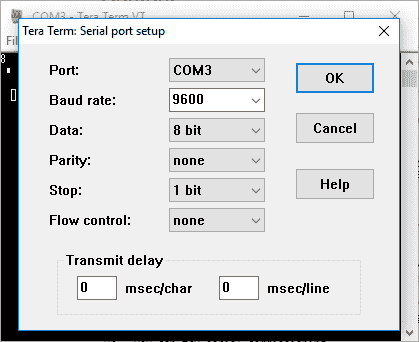 COM3 - Tera Term VT
Tera Term: Serial port setup
Fi
8
Port: COM3 OK
Baud rate: 9600
Data: 8 bit Cancel
Parity: none
Stop: 1 bit Help
Flow control: none
Transmit delay
0 msec/char 0 msec/line